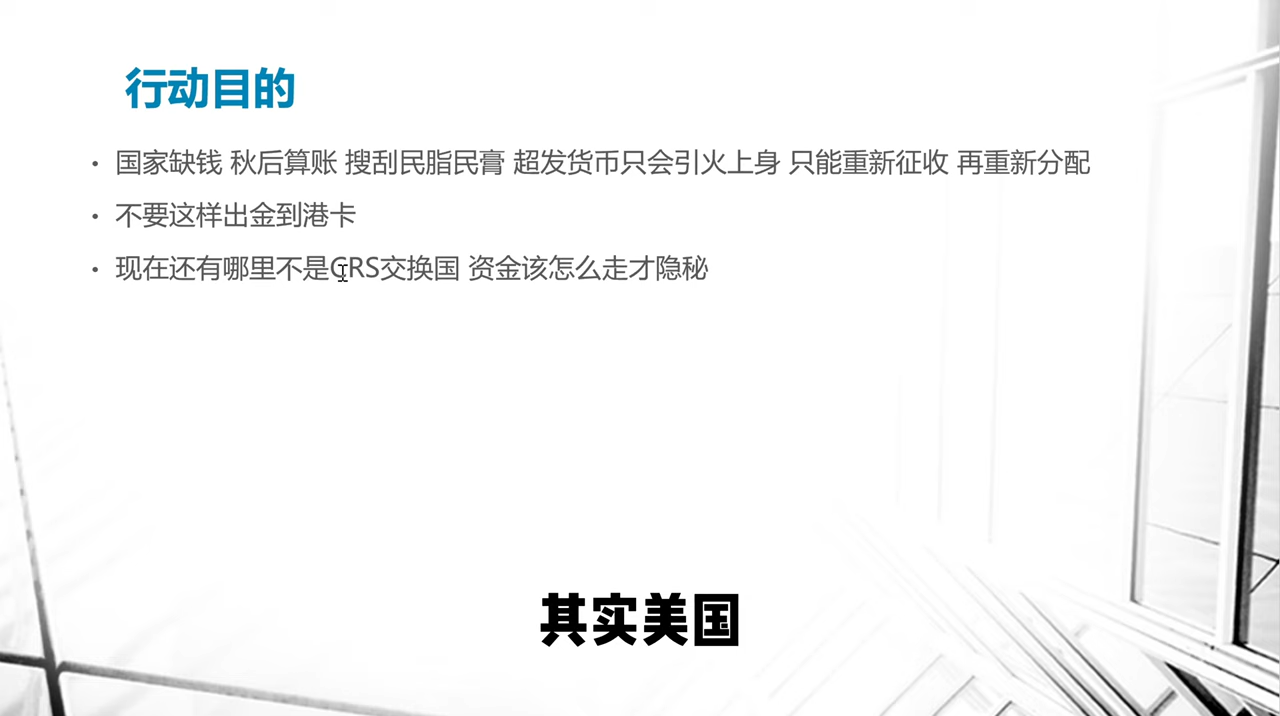 行动目的
• 国家缺钱 秋后算账 搜刮民脂民膏 超发货币只会引火上身 只能重新征收 再重新分配
• 不要这样出金到港卡
• 现在还有哪里不是CRS交换国 资金该怎么走才隐秘
其实美国